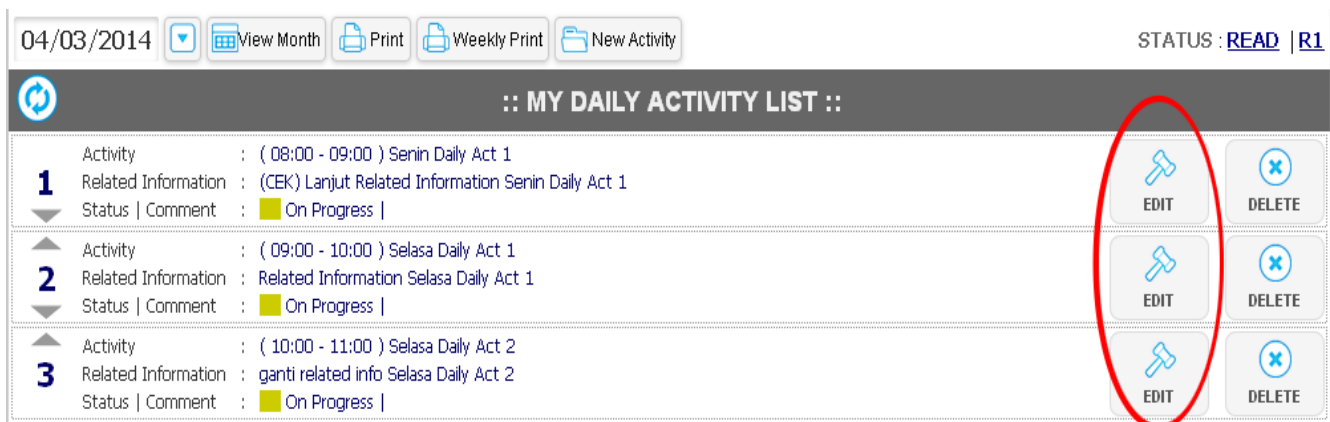 04/03/2014 View Month Print Weekly Print New Activity STATUS : READ | R1
:: MY DAILY ACTIVITY LIST ::
1
Activity : ( 08:00 - 09:00 ) Senin Daily Act 1
Related Information : (CEK) Lanjut Related Information Senin Daily Act 1
Status | Comment : On Progress |
EDIT DELETE
2
Activity : ( 09:00 - 10:00 ) Selasa Daily Act 1
Related Information : Related Information Selasa Daily Act 1
Status | Comment : On Progress |
EDIT DELETE
3
Activity : ( 10:00 - 11:00 ) Selasa Daily Act 2
Related Information : ganti related info Selasa Daily Act 2
Status | Comment : On Progress |
EDIT DELETE